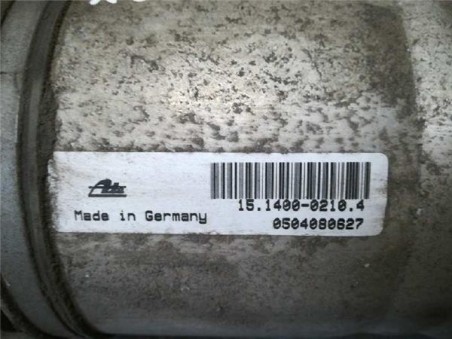 Ate
15.1400-0210.4
Made in Germany
0504080627